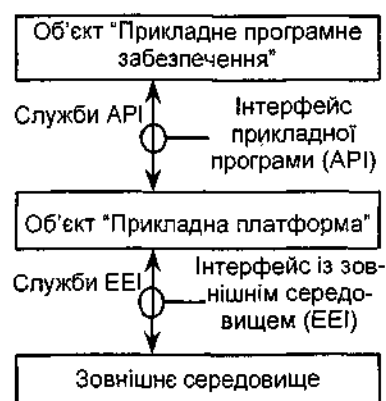 Об'єкт "Прикладне програмне
забезпечення"
Служби API
Інтерфейс
прикладної
програми (API)
Об'єкт "Прикладна платформа"
Служби EEI
Інтерфейс із зов-
нішнім середо-
вищем (EEI)
Зовнішнє середовище